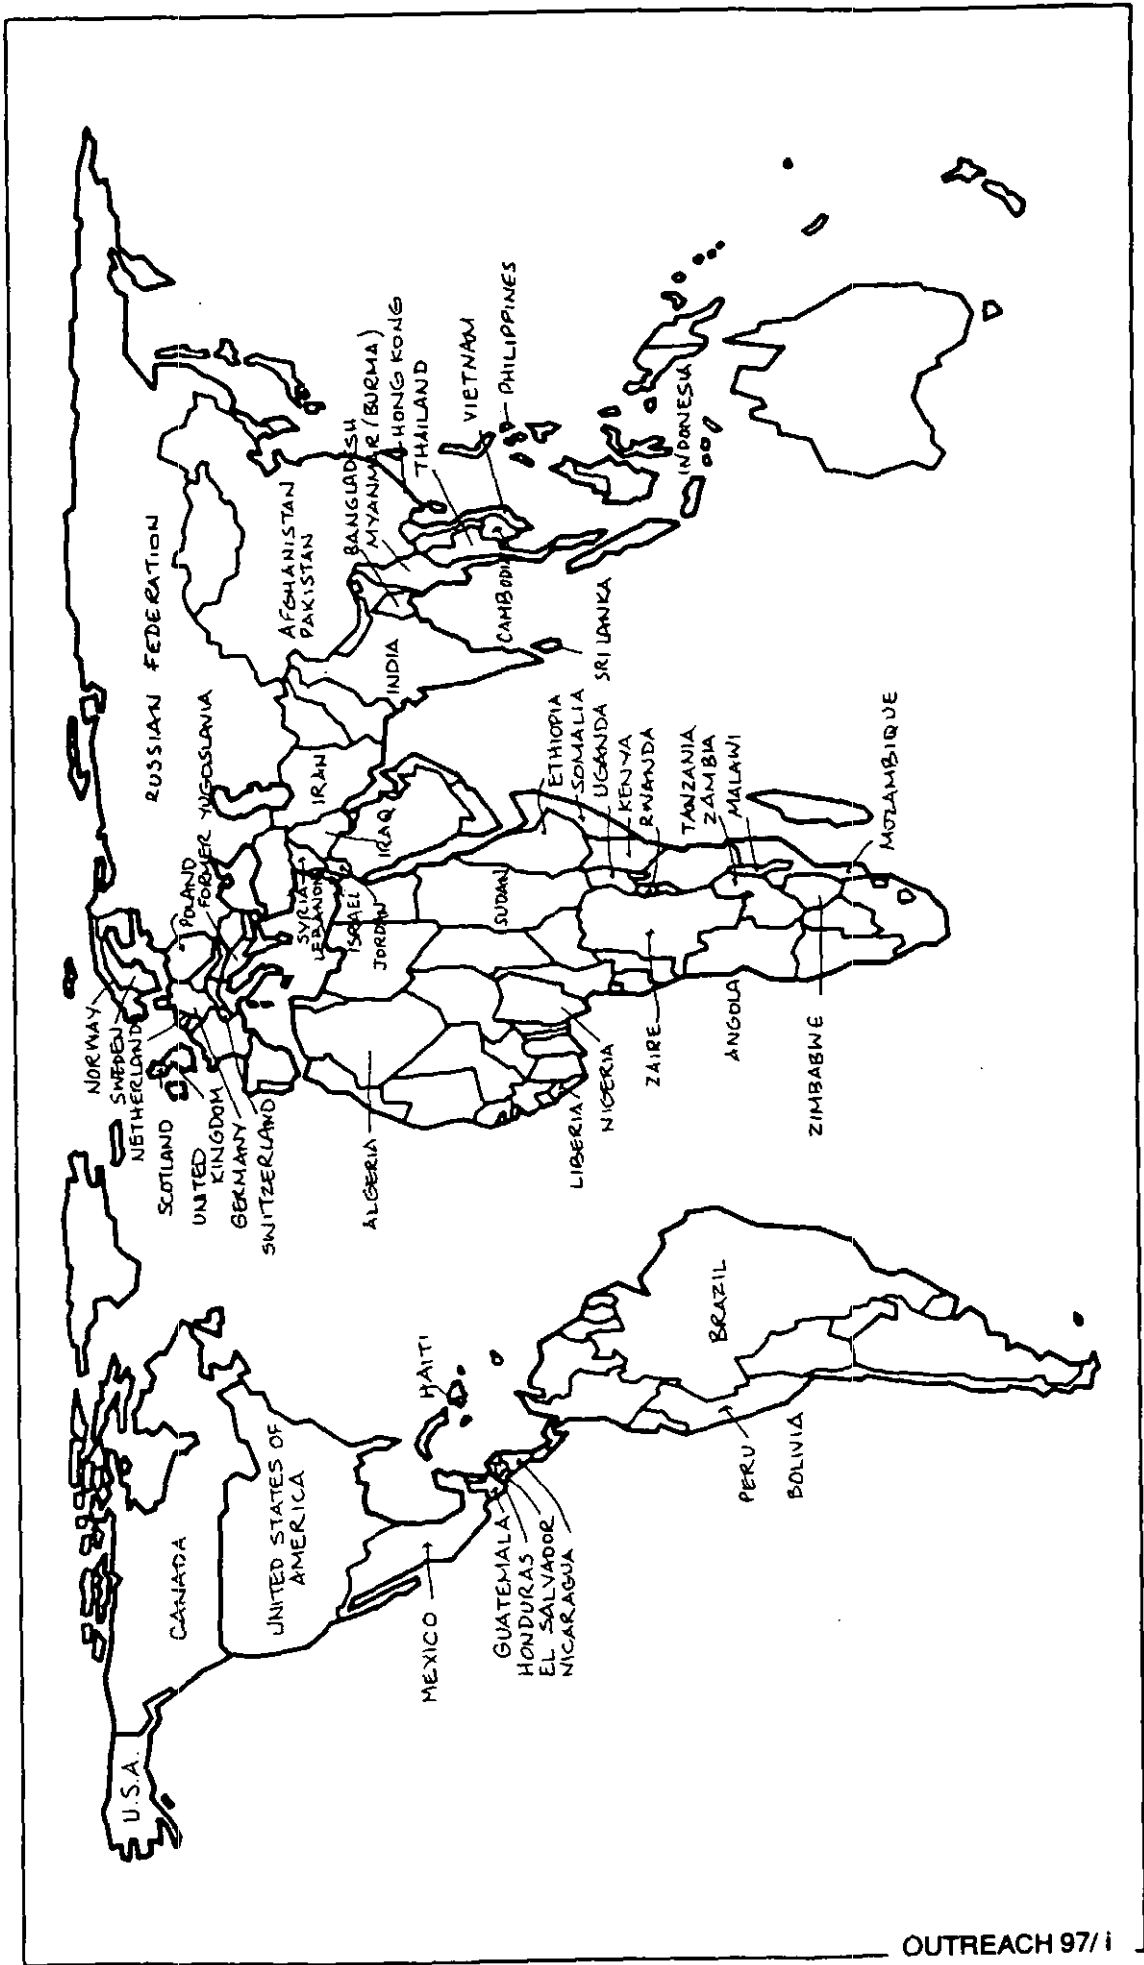 U.S.A.
CANADA
UNITED STATES OF
AMERICA
MEXICO
GUATEMALA
HONDURAS
EL SALVADOR
NICARAGUA
HAITI
PERU
BOLIVIA
BRAZIL
NORWAY
SWEDEN
NETHERLAND
SCOTLAND
UNITED
KINGDOM
GERMANY
SWITZERLAND
POLAND
FORMER YUGOSLAVIA
RUSSIAN FEDERATION
ALGERIA
LIBERIA
NIGERIA
ZAIRE
ANGOLA
ZIMBABWE
SYRIA
LEBANON
ISRAEL
JORDAN
IRAQ
IRAN
SUDAN
ETHIOPIA
SOMALIA
UGANDA
KENYA
RWANDA
TANZANIA
ZAMBIA
MALAWI
MOZAMBIQUE
AFGHANISTAN
PAKISTAN
INDIA
SRI LANKA
BANGLADESH
MYANMAR (BURMA)
HONG KONG
THAILAND
CAMBODIA
VIETNAM
PHILIPPINES
INDONESIA
OUTREACH 97/ i